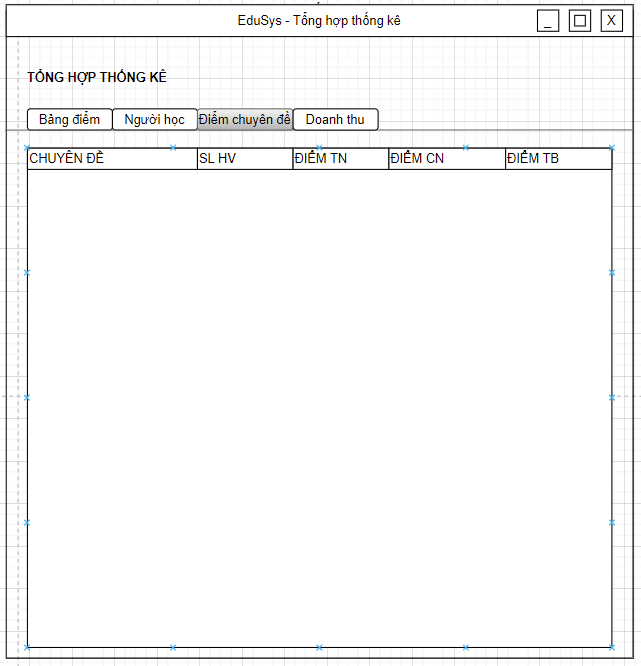 EduSys - Tổng hợp thống kê
_ X
TỔNG HỢP THỐNG KÊ
Bảng điểm Người học Điểm chuyên đề Doanh thu
CHUYÊN ĐỀ SL HV ĐIỂM TN ĐIỂM CN ĐIỂM TB